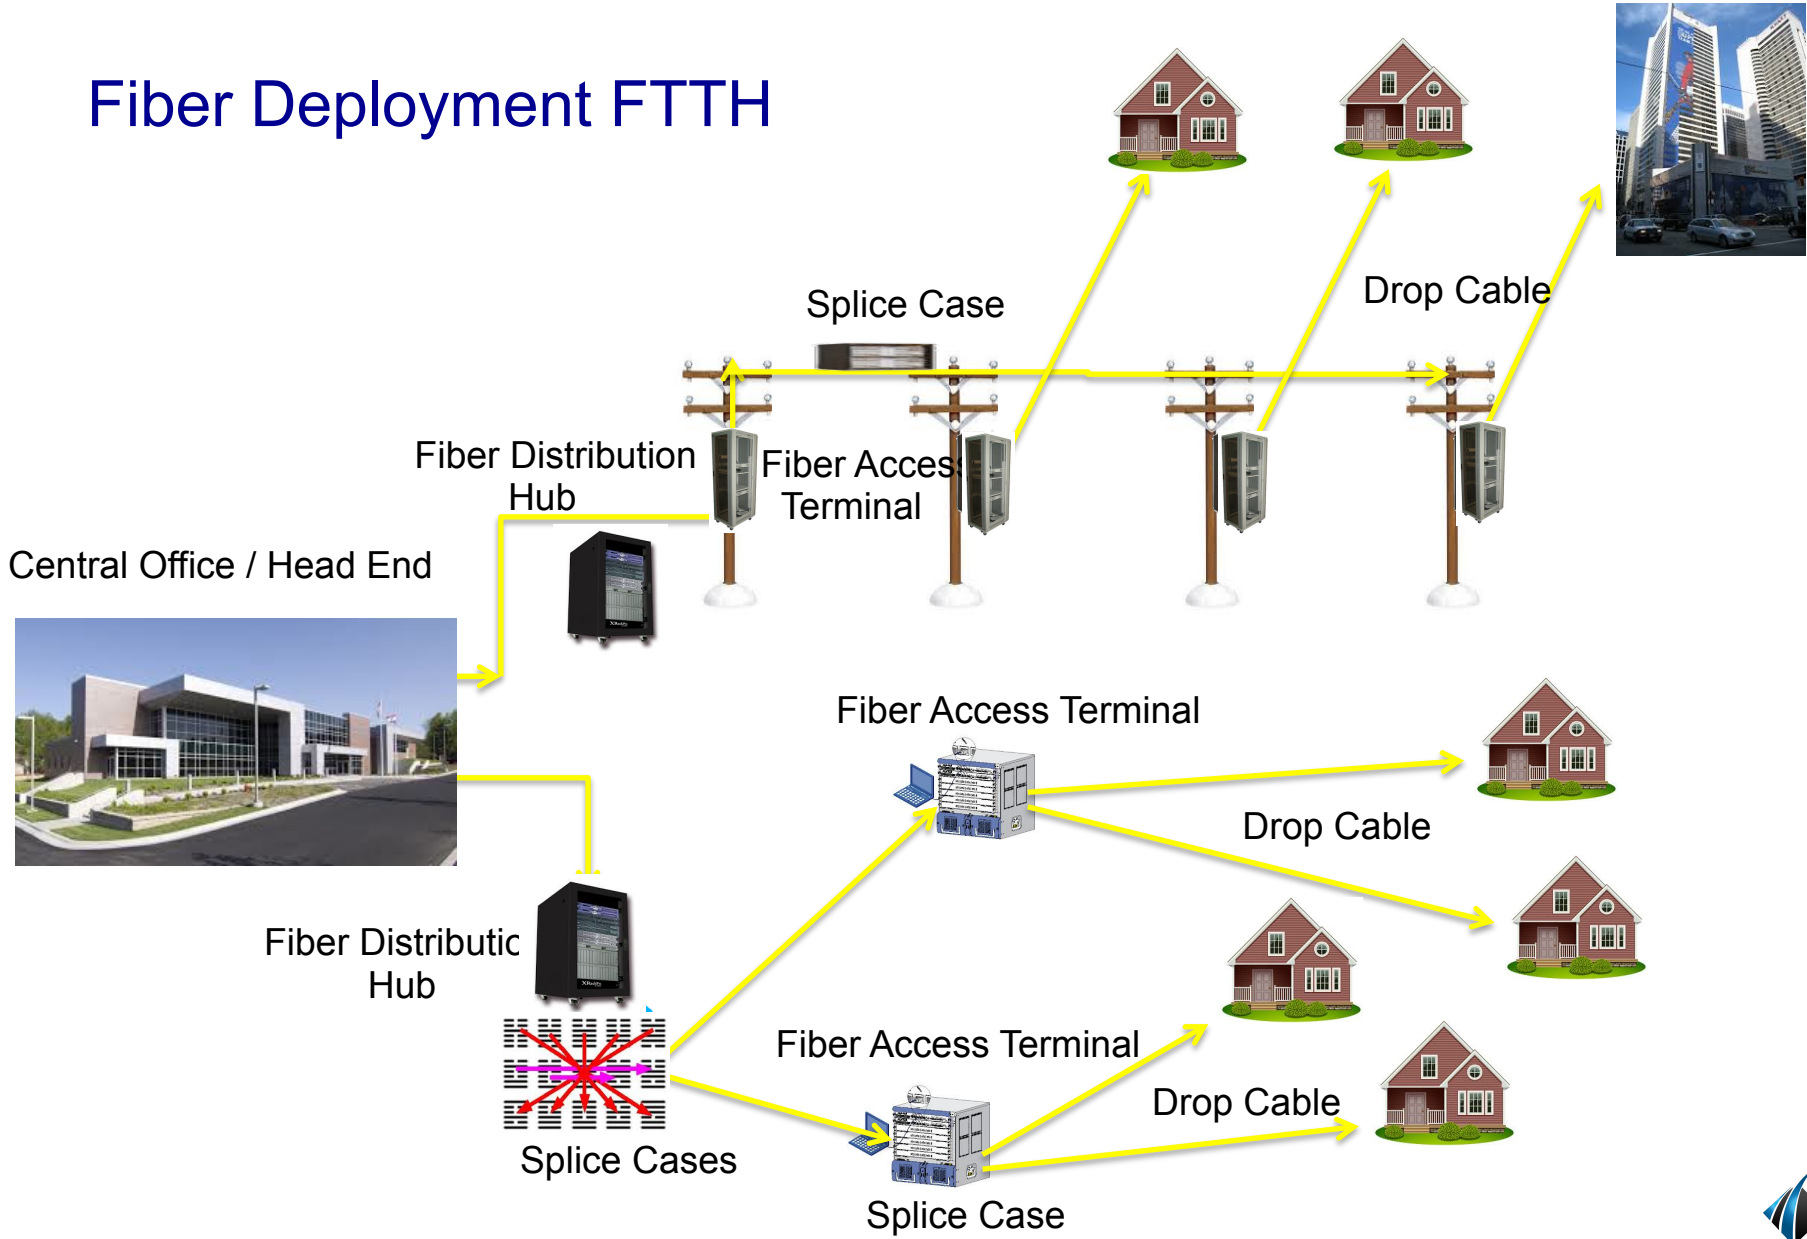 Fiber Deployment FTTH
Splice Case
Drop Cable
Fiber Distribution
Hub
Fiber Access
Terminal
Central Office / Head End
Fiber Access Terminal
Drop Cable
Fiber Distributic
Hub
Fiber Access Terminal
Drop Cable
Splice Cases
Splice Case